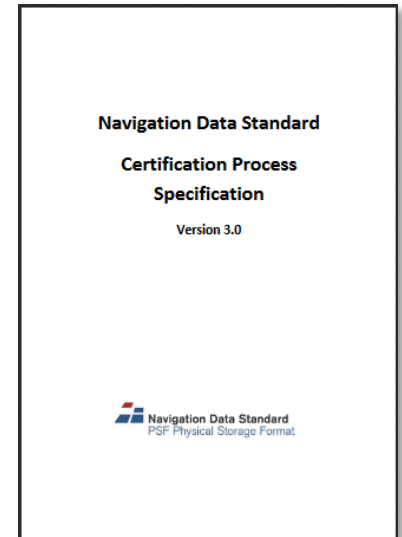 Navigation Data Standard
Certification Process
Specification
Version 3.0
Navigation Data Standard
PSF Physical Storage Format